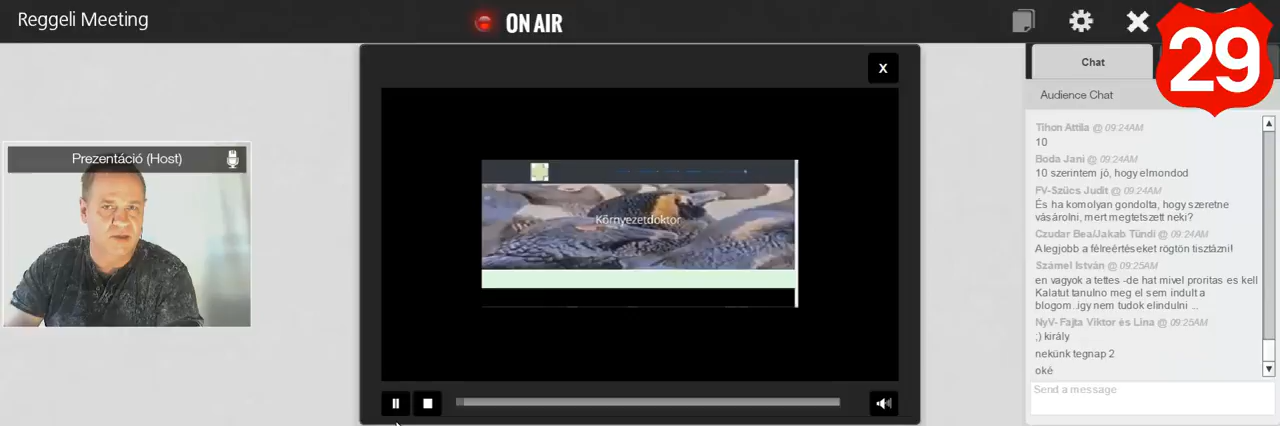 Reggeli Meeting
ON AIR
29
X
Chat
Audience Chat
Prezentáció (Host)
Környezetdoktor
Tihon Attila @ 09:24AM
10
Boda Jani @ 09:24AM
10 szerintem jó, hogy elmondod
FV-Szücs Judit @ 09:24AM
És ha komolyan gondolta, hogy szeretne
vásárolni, mert megtetszett neki?
Czudar Bea/Jakab Tündi @ 09:24AM
A legjobb a félreértéseket rögtön tisztázni!
Számel István @ 09:25AM
en vagyok a tettes -de hat mivel proritas es kell
Kalatut tanulno meg el sem indult a
blogom..igy nem tudok elindulni ...
NyV- Fajta Viktor és Lina @ 09:25AM
;) király
nekünk tegnap 2
oké
Send a message